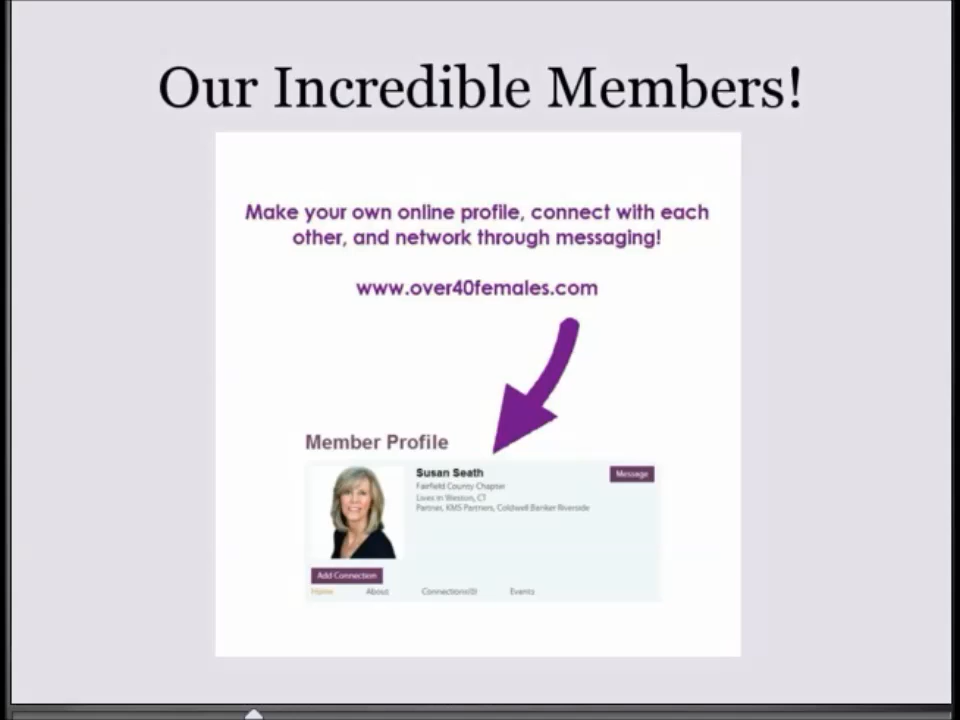 Our Incredible Members!
Make your own online profile, connect with each
other, and network through messaging!
www.over40females.com
Member Profile
Susan Seath
Message
Fairfield County Chapter
Lives in Weston, CT
Partner, KMS Partners, Coldwell Banker Riverside
Add Connection
Home About Connections(0) Events